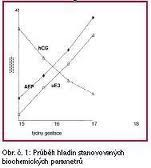 hCG
AFP
uE3
15 16 17 18
týdny gestace
Obr. č. 1: Průběh hladin stanovovaných
biochemických parametrů